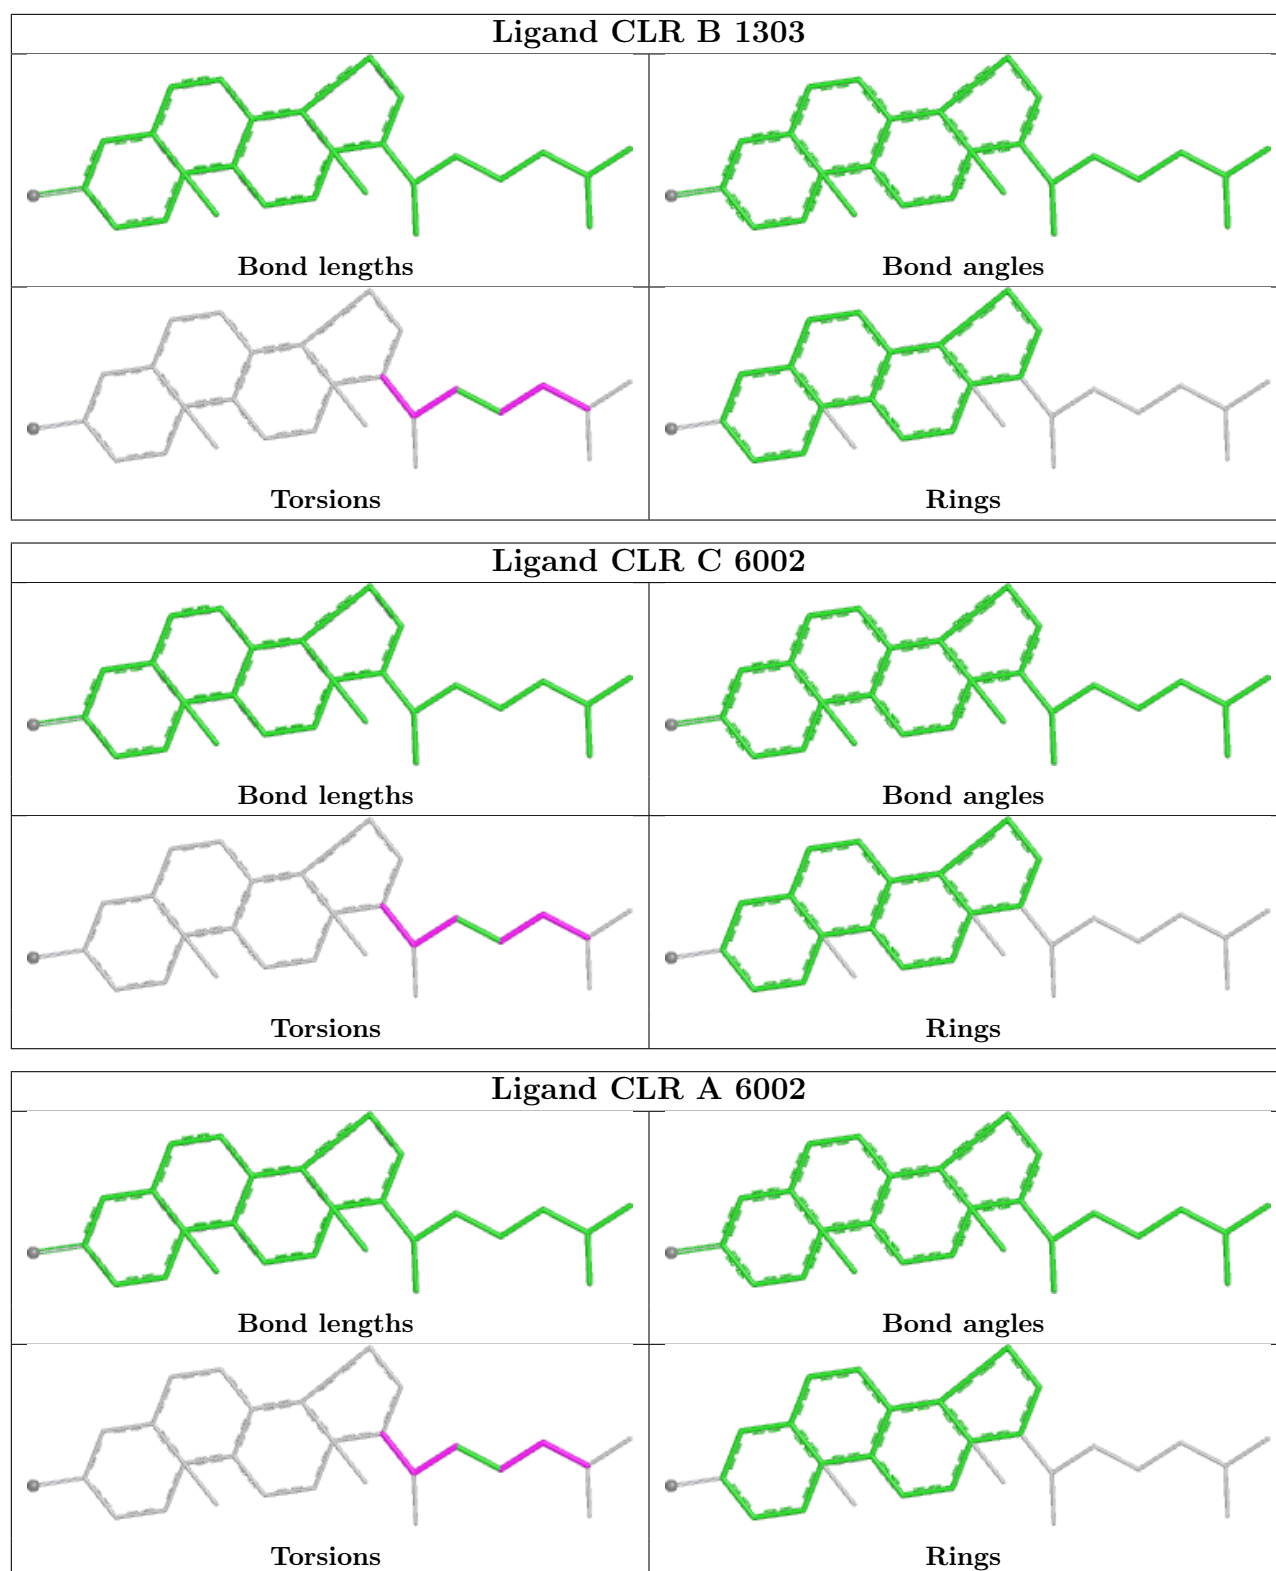 Ligand CLR B 1303
Bond lengths
Bond angles
Torsions
Rings
Ligand CLR C 6002
Bond lengths
Bond angles
Torsions
Rings
Ligand CLR A 6002
Bond lengths
Bond angles
Torsions
Rings